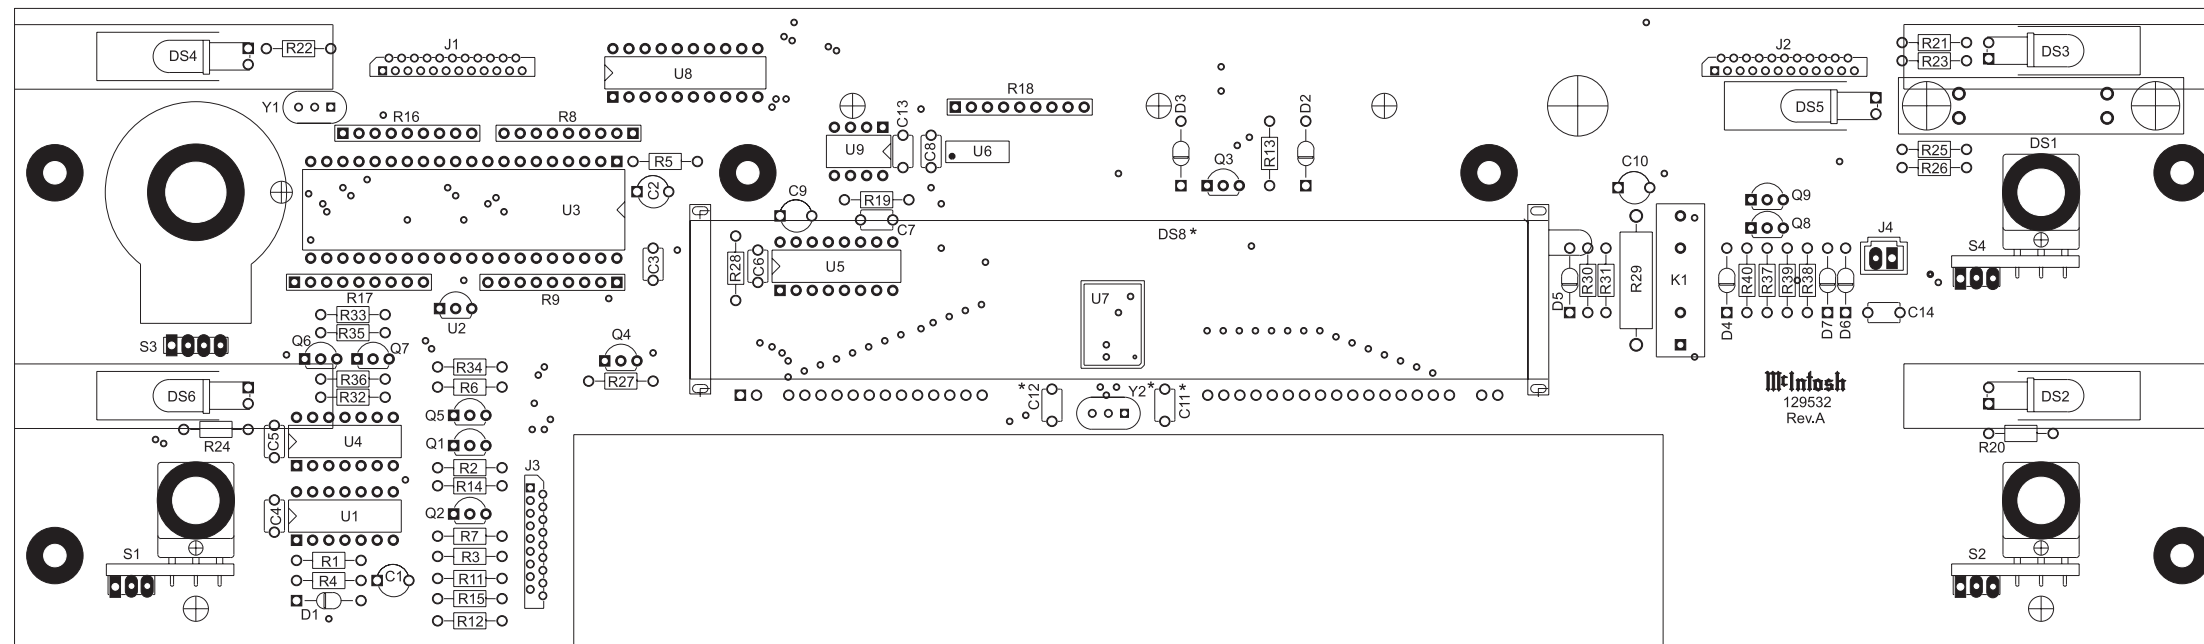 J1
J2
DS4
R22
U8
R21
R23
DS3
Y1
R16
R8
R18
C13
D3
D2
DS5
U9
C8
U6
Q3
R13
R25
R26
DS1
R5
C2
U3
C9
R19
C7
C10
Q9
Q8
J4
S4
DS8 *
R28
C6
U5
C3
U7
D5
R30
R31
R29
K1
D4
R40
R37
R39
R38
D7
D6
C14
R17
R9
R33
R35
U2
S3
Q6
Q7
Q4
R36
R32
R34
R6
R27
DS6
*
C12
Y2
*
C11
*
McIntosh
129532
Rev.A
DS2
R24
C5
U4
Q5
Q1
R20
R2
R14
J3
C4
U1
Q2
S1
R1
R4
C1
D1
R7
R3
R11
R15
R12
S2